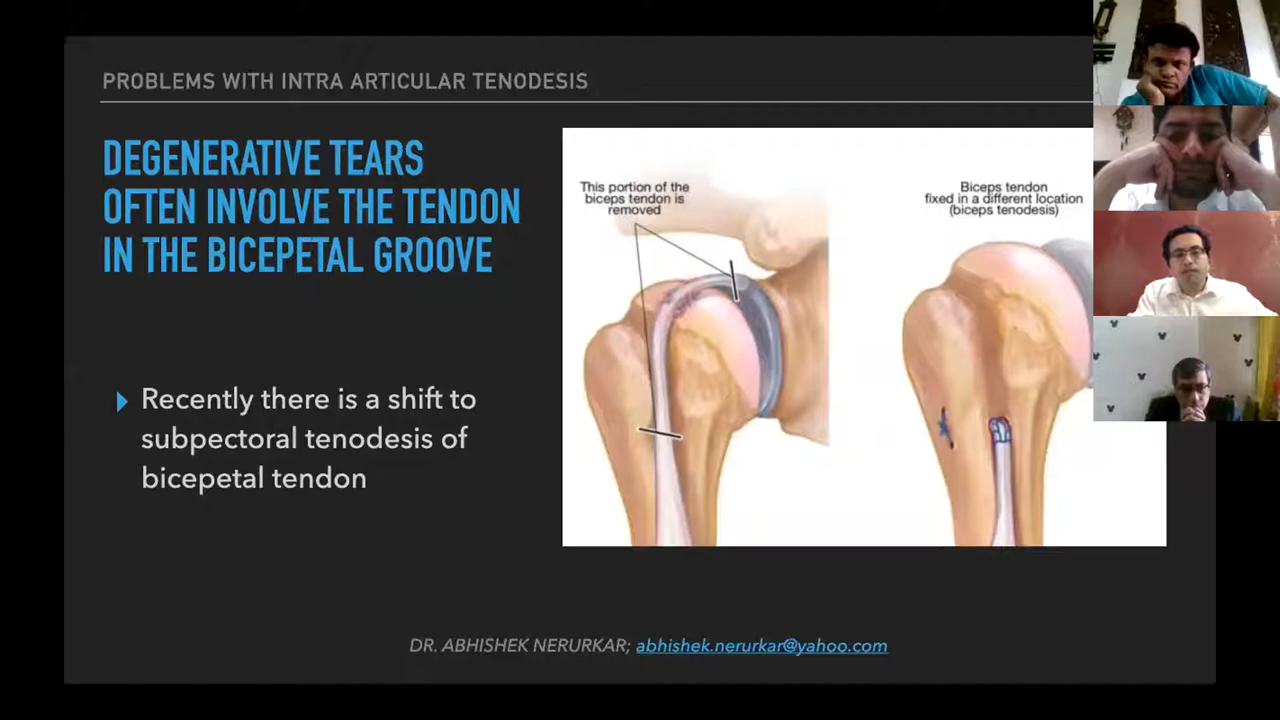 PROBLEMS WITH INTRA ARTICULAR TENODESIS
DEGENERATIVE TEARS
OFTEN INVOLVE THE TENDON
IN THE BICEPETAL GROOVE
Recently there is a shift to
subpectoral tenodesis of
bicepetal tendon
This portion of the
biceps tendon is
removed
Biceps tendon
fixed in a different location
(biceps tenodesis)
DR. ABHISHEK NERURKAR; abhishek.nerurkar@yahoo.com